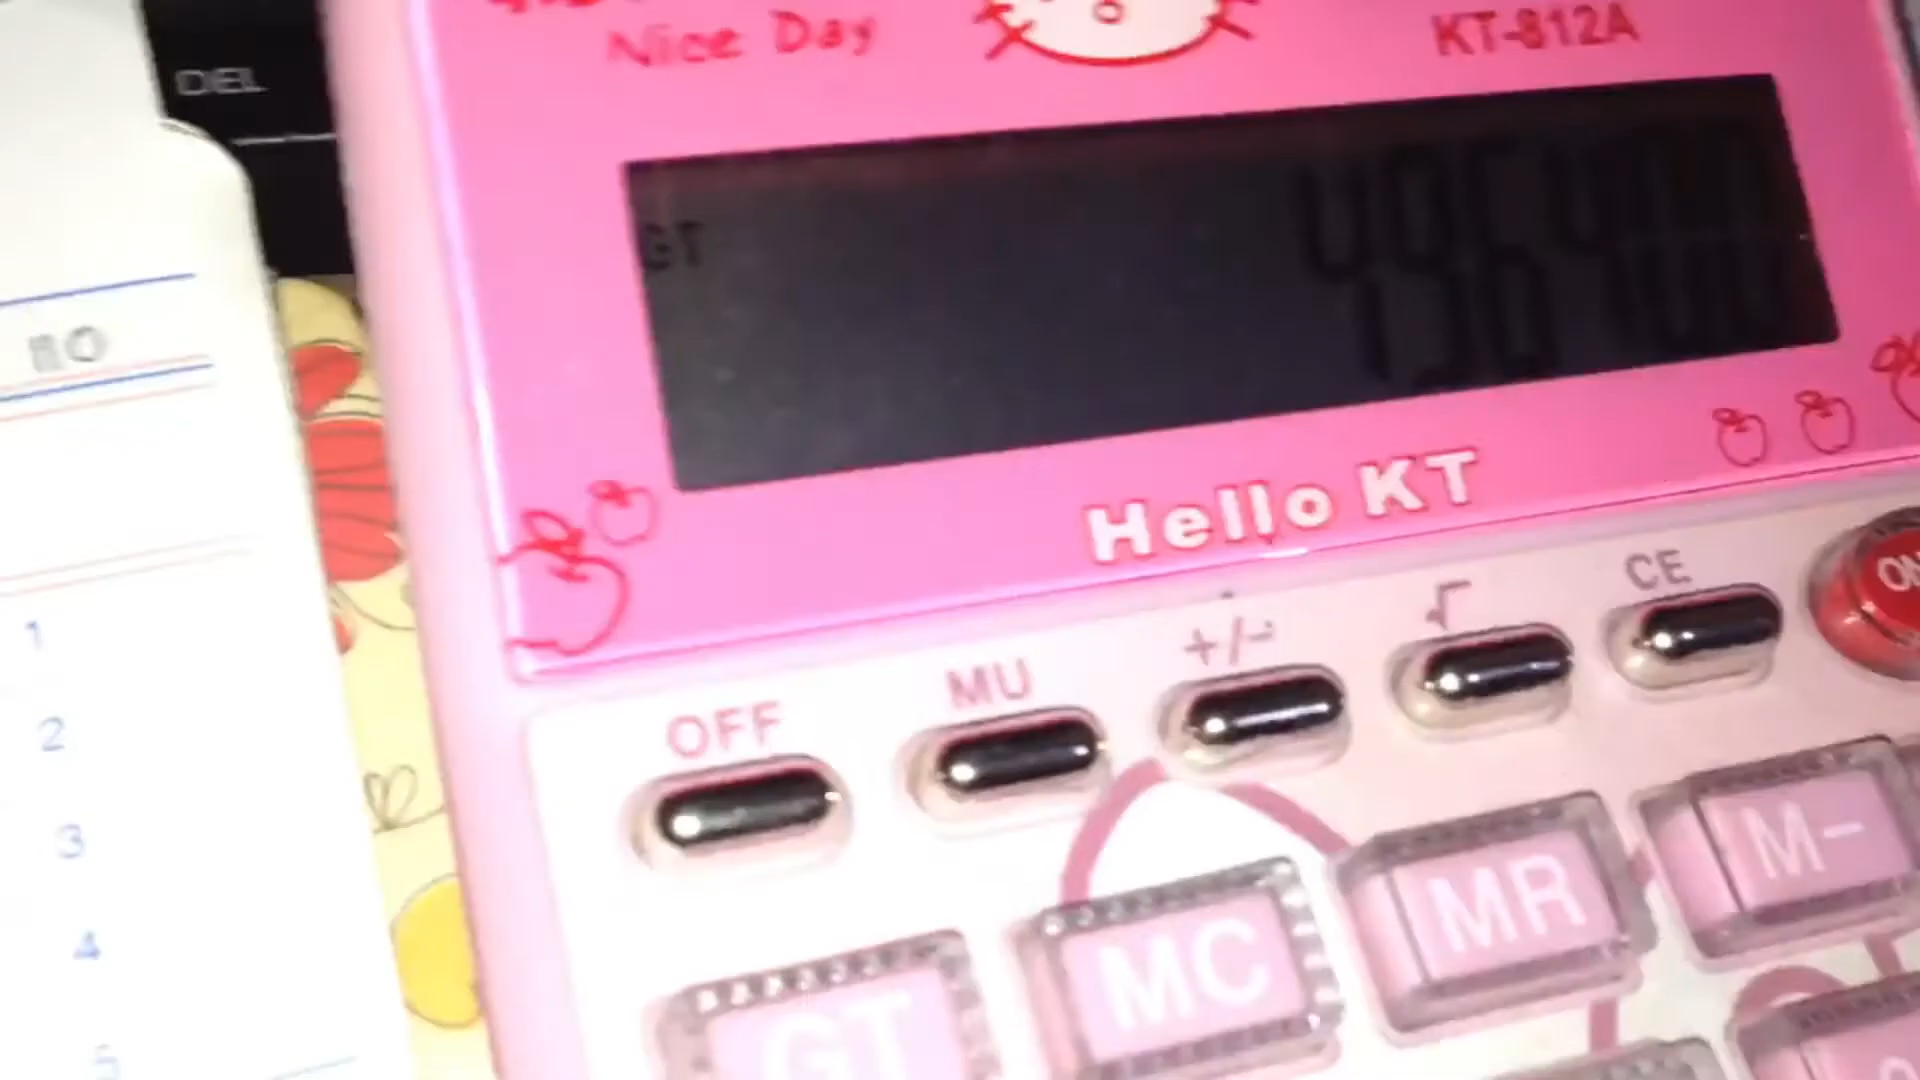 Nice Day
KT-812A
DEL
GT
Hello KT
1
2
3
4
5
OFF
MU
+/-
√
CE
ON
GT
MC
MR
M-